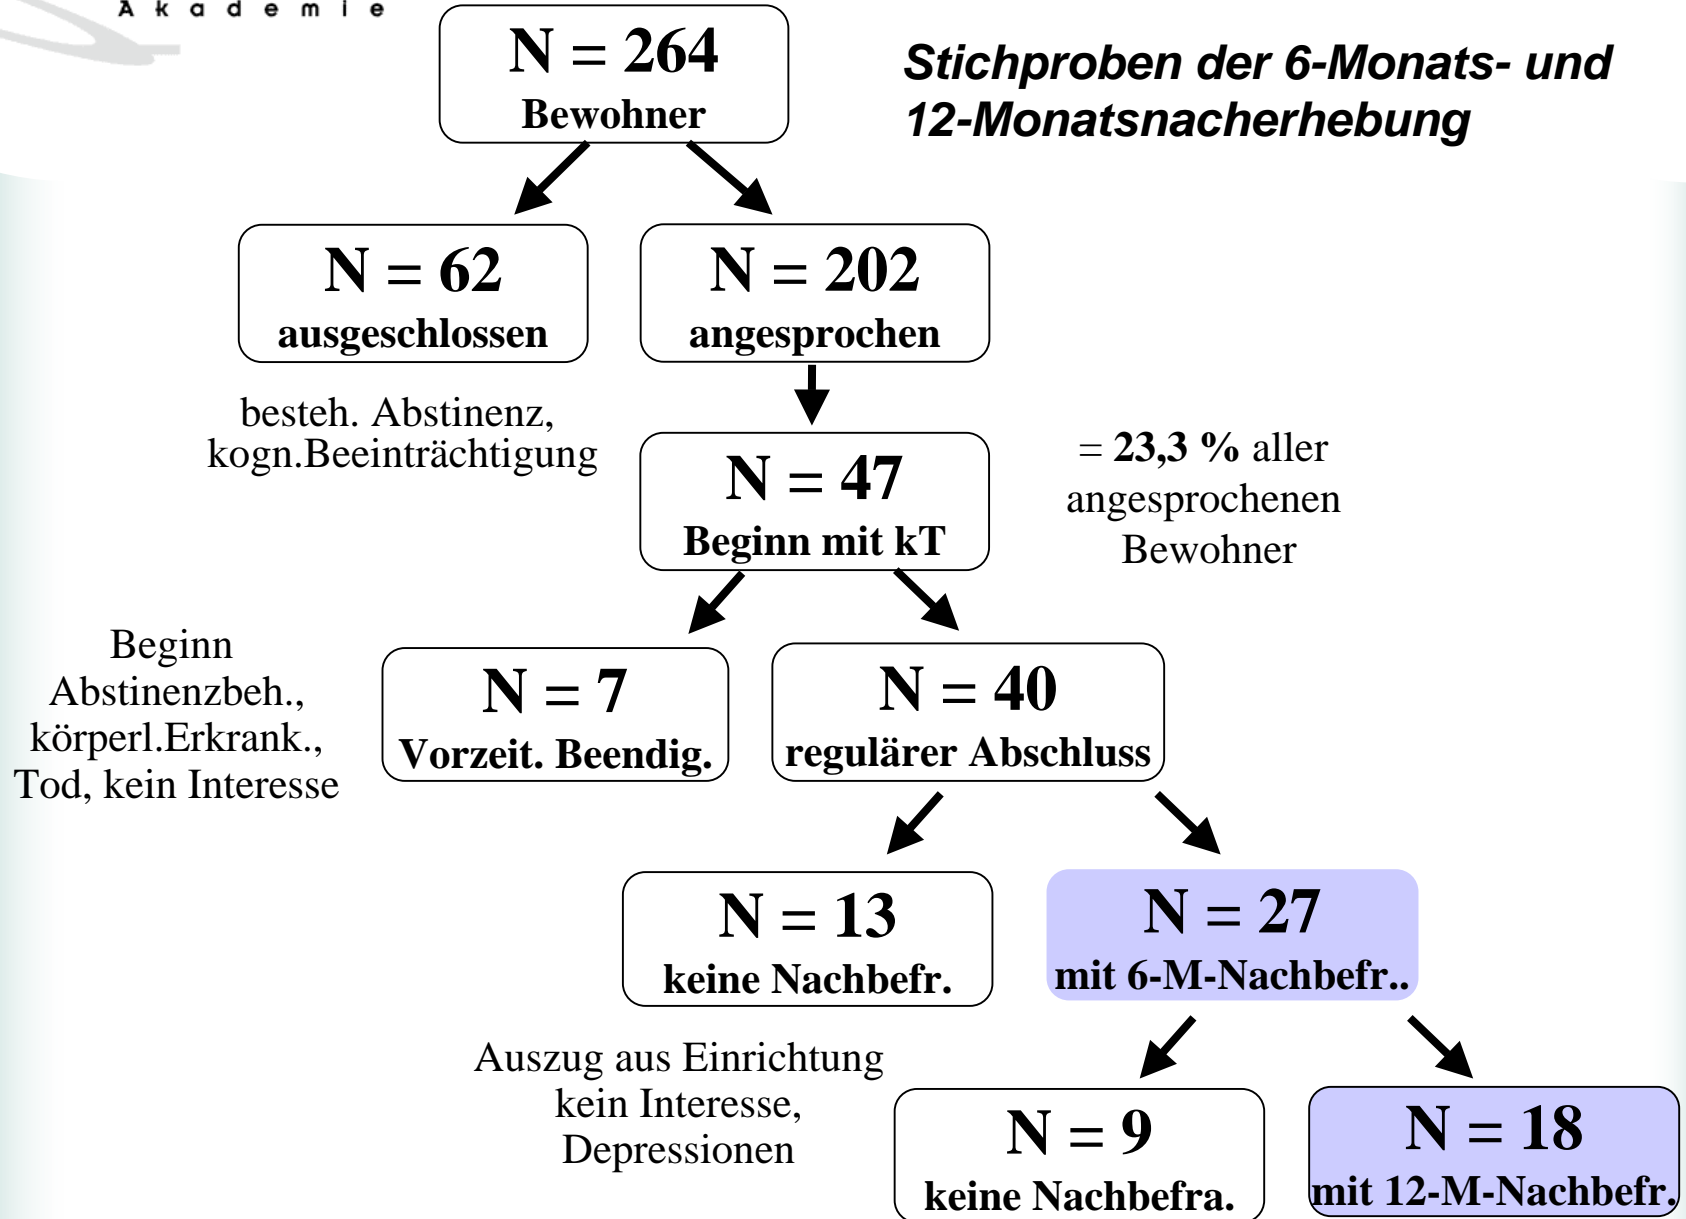 Akademie
N = 264
Bewohner
Stichproben der 6-Monats- und
12-Monatsnacherhebung
N = 62
ausgeschlossen
N = 202
angesprochen
besteh. Abstinenz,
kogn.Beeinträchtigung
N = 47
Beginn mit kT
= 23,3 % aller
angesprochenen
Bewohner
Beginn
Abstinenzbeh.,
körperl.Erkrank.,
Tod, kein Interesse
N = 7
Vorzeit. Beendig.
N = 40
regulärer Abschluss
N = 13
keine Nachbefr.
N = 27
mit 6-M-Nachbefr..
Auszug aus Einrichtung
kein Interesse,
Depressionen
N = 9
keine Nachbefra.
N = 18
mit 12-M-Nachbefr.